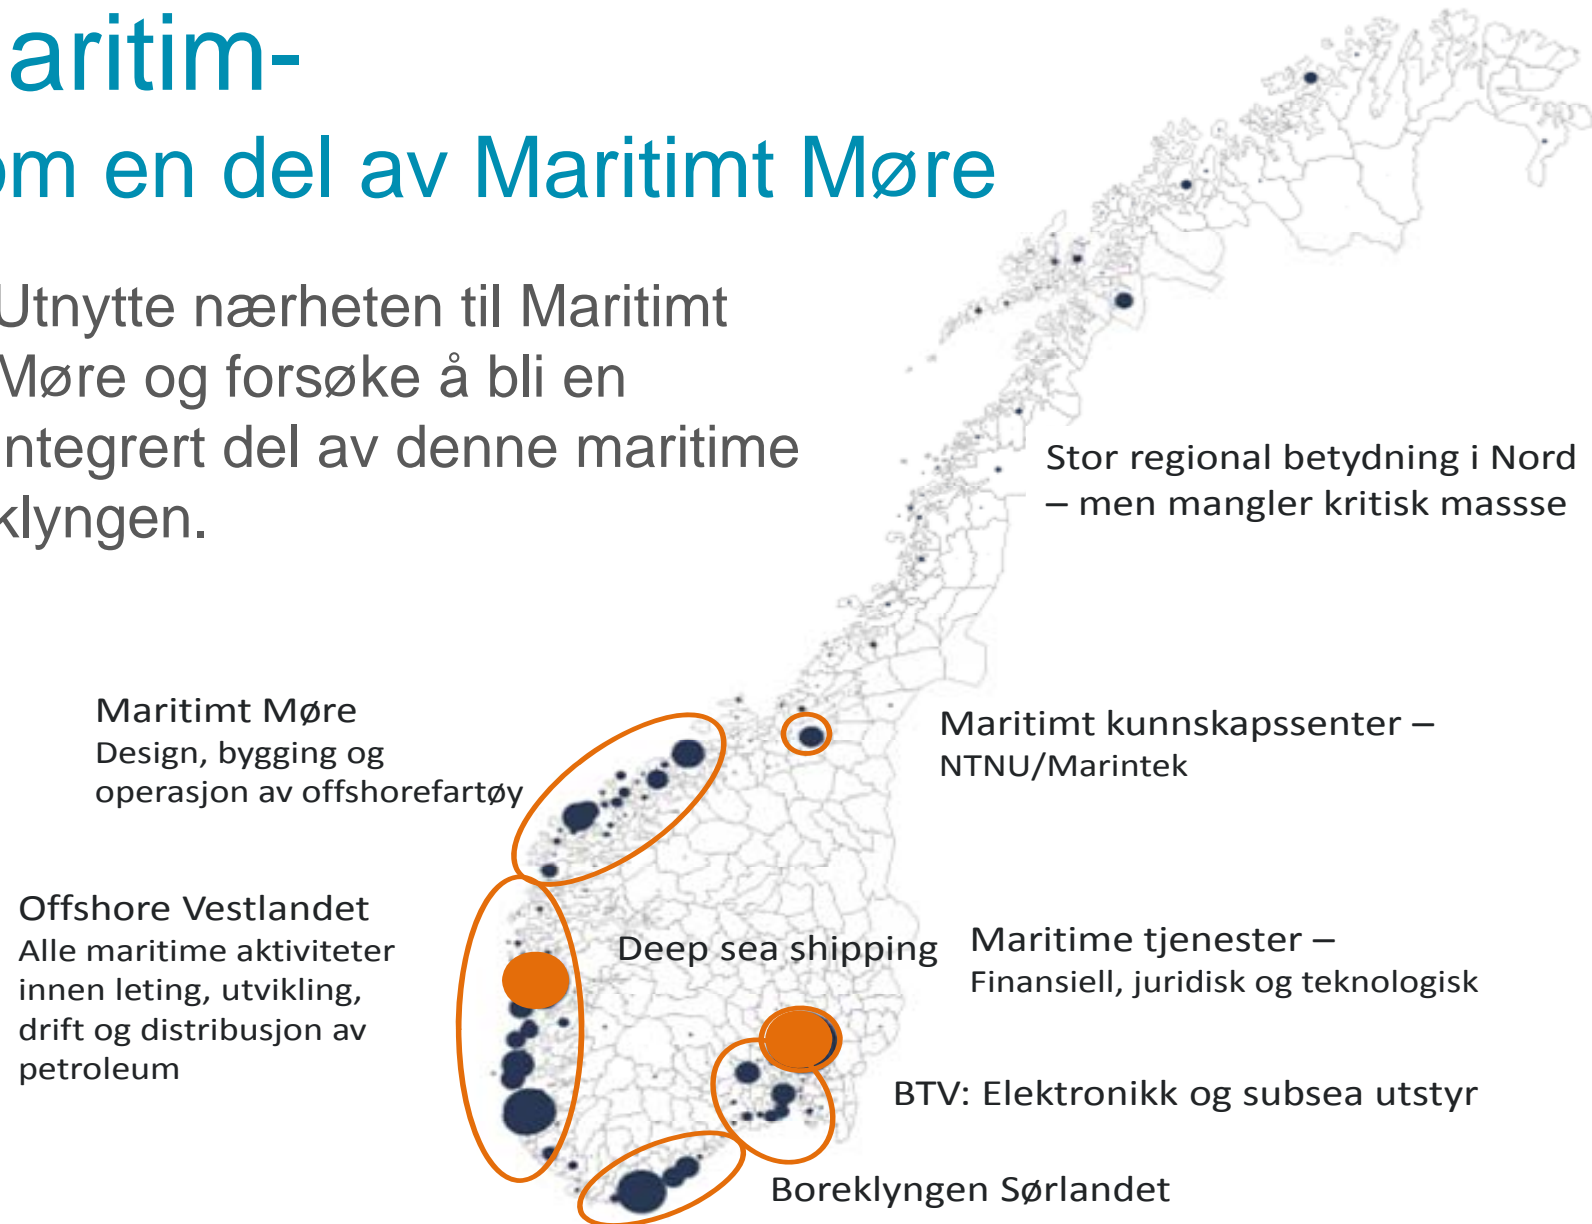 aritim-
om en del av Maritimt Møre
Utnytte nærheten til Maritimt
Møre og forsøke å bli en
integrert del av denne maritime
klyngen.
Stor regional betydning i Nord
– men mangler kritisk massse
Maritimt Møre
Design, bygging og
operasjon av offshorefartøy
Maritimt kunnskapssenter –
NTNU/Marintek
Offshore Vestlandet
Alle maritime aktiviteter
innen leting, utvikling,
drift og distribusjon av
petroleum
Deep sea shipping
Maritime tjenester –
Finansiell, juridisk og teknologisk
BTV: Elektronikk og subsea utstyr
Boreklyngen Sørlandet